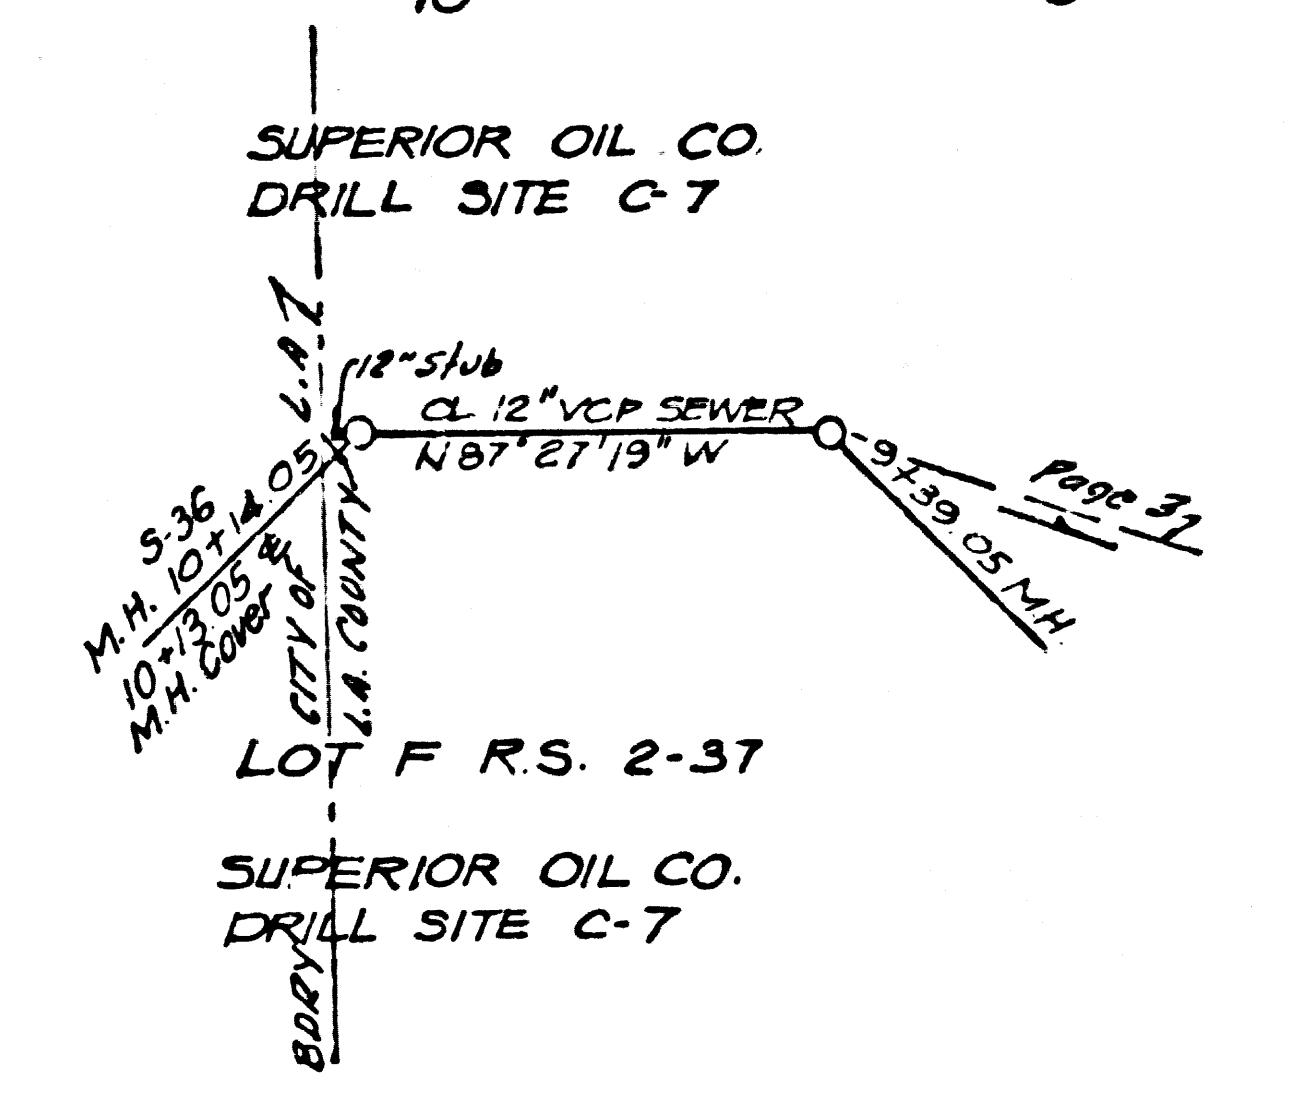 SUPERIOR OIL CO.
DRILL SITE C-7
12" Stub
CL 12" VCP SEWER
N 87° 27' 19" W
9+39.05 M.H.
Page 31
S-36
M.H. 10+14.05
10+13.05 ℄
M.H. Cover
CITY OF L.A.
L.A. COUNTY
LOT F R.S. 2-37
SUPERIOR OIL CO.
DRILL SITE C-7
BDRY